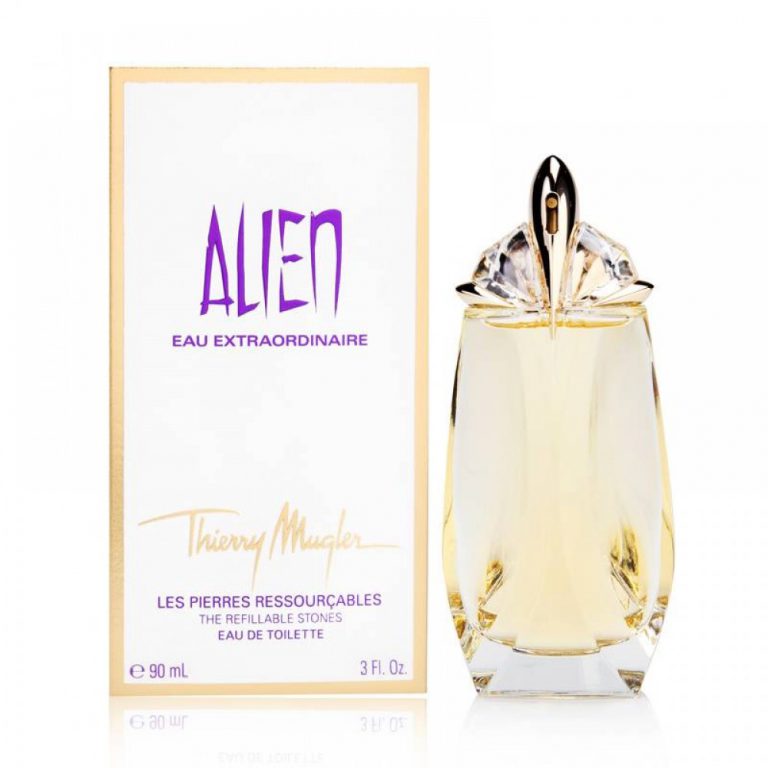 ALIEN
EAU EXTRAORDINAIRE
Thierry Mugler
LES PIERRES RESSOURÇABLES
THE REFILLABLE STONES
EAU DE TOILETTE
℮ 90 mL 3 Fl. Oz.